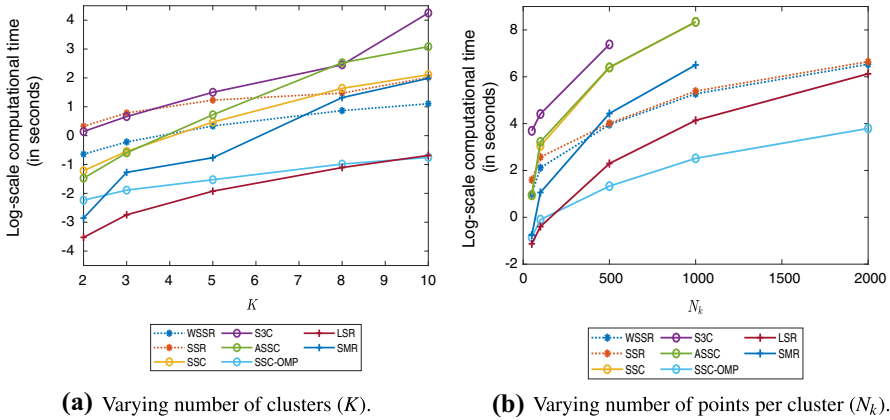 Log-scale computational time
(in seconds)
4
3
2
1
0
-1
-2
-3
-4
2 3 4 5 6 7 8 9 10
K
WSSR S3C LSR
SSR ASSC SMR
SSC SSC-OMP
(a) Varying number of clusters (K).
Log-scale computational time
(in seconds)
8
6
4
2
0
-2
500 1000 1500 2000
N_k
WSSR S3C LSR
SSR ASSC SMR
SSC SSC-OMP
(b) Varying number of points per cluster (N_k).